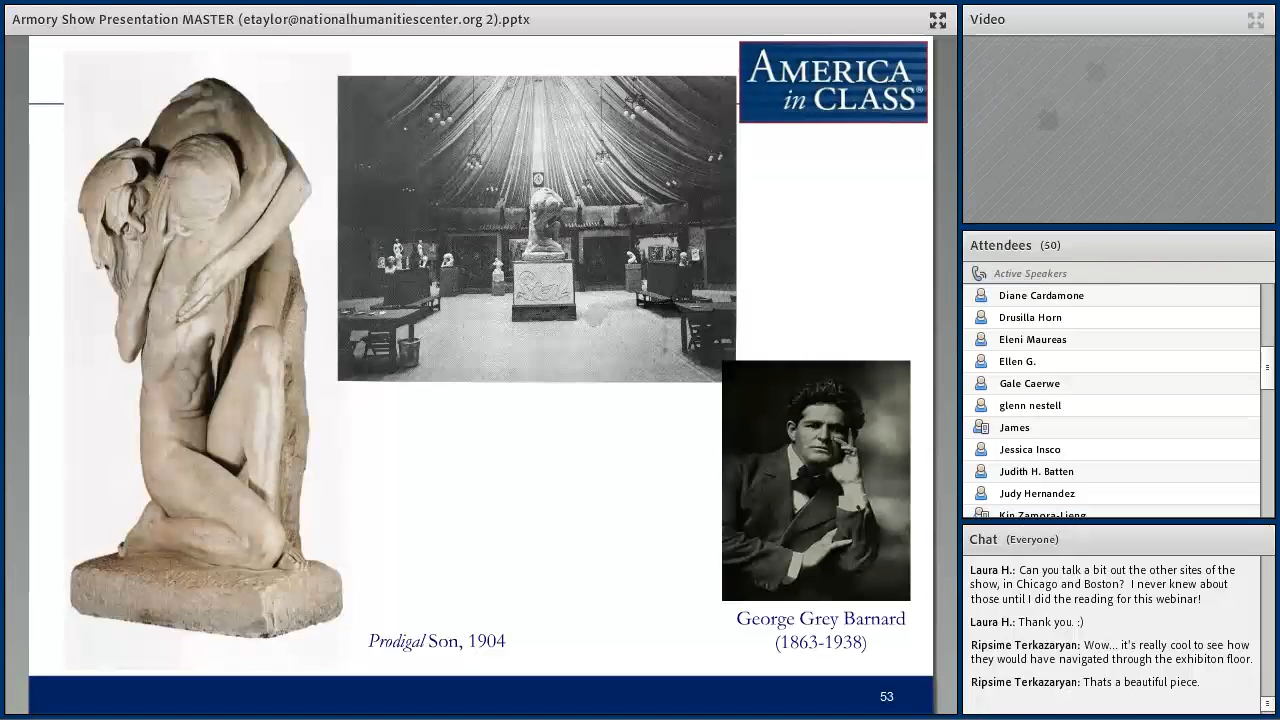 Armory Show Presentation MASTER (etaylor@nationalhumanitiescenter.org 2).pptx
AMERICA
in CLASS®
Prodigal Son, 1904
George Grey Barnard
(1863-1938)
53
Video
Attendees (50)
Active Speakers
Diane Cardamone
Drusilla Horn
Eleni Maureas
Ellen G.
Gale Caerwe
glenn nestell
James
Jessica Insco
Judith H. Batten
Judy Hernandez
Kip Zamora-Lieng
Chat (Everyone)
Laura H.: Can you talk a bit out the other sites of the
show, in Chicago and Boston? I never knew about
those until I did the reading for this webinar!
Laura H.: Thank you. :)
Ripsime Terkazaryan: Wow... it's really cool to see how
they would have navigated through the exhibiton floor.
Ripsime Terkazaryan: Thats a beautiful piece.